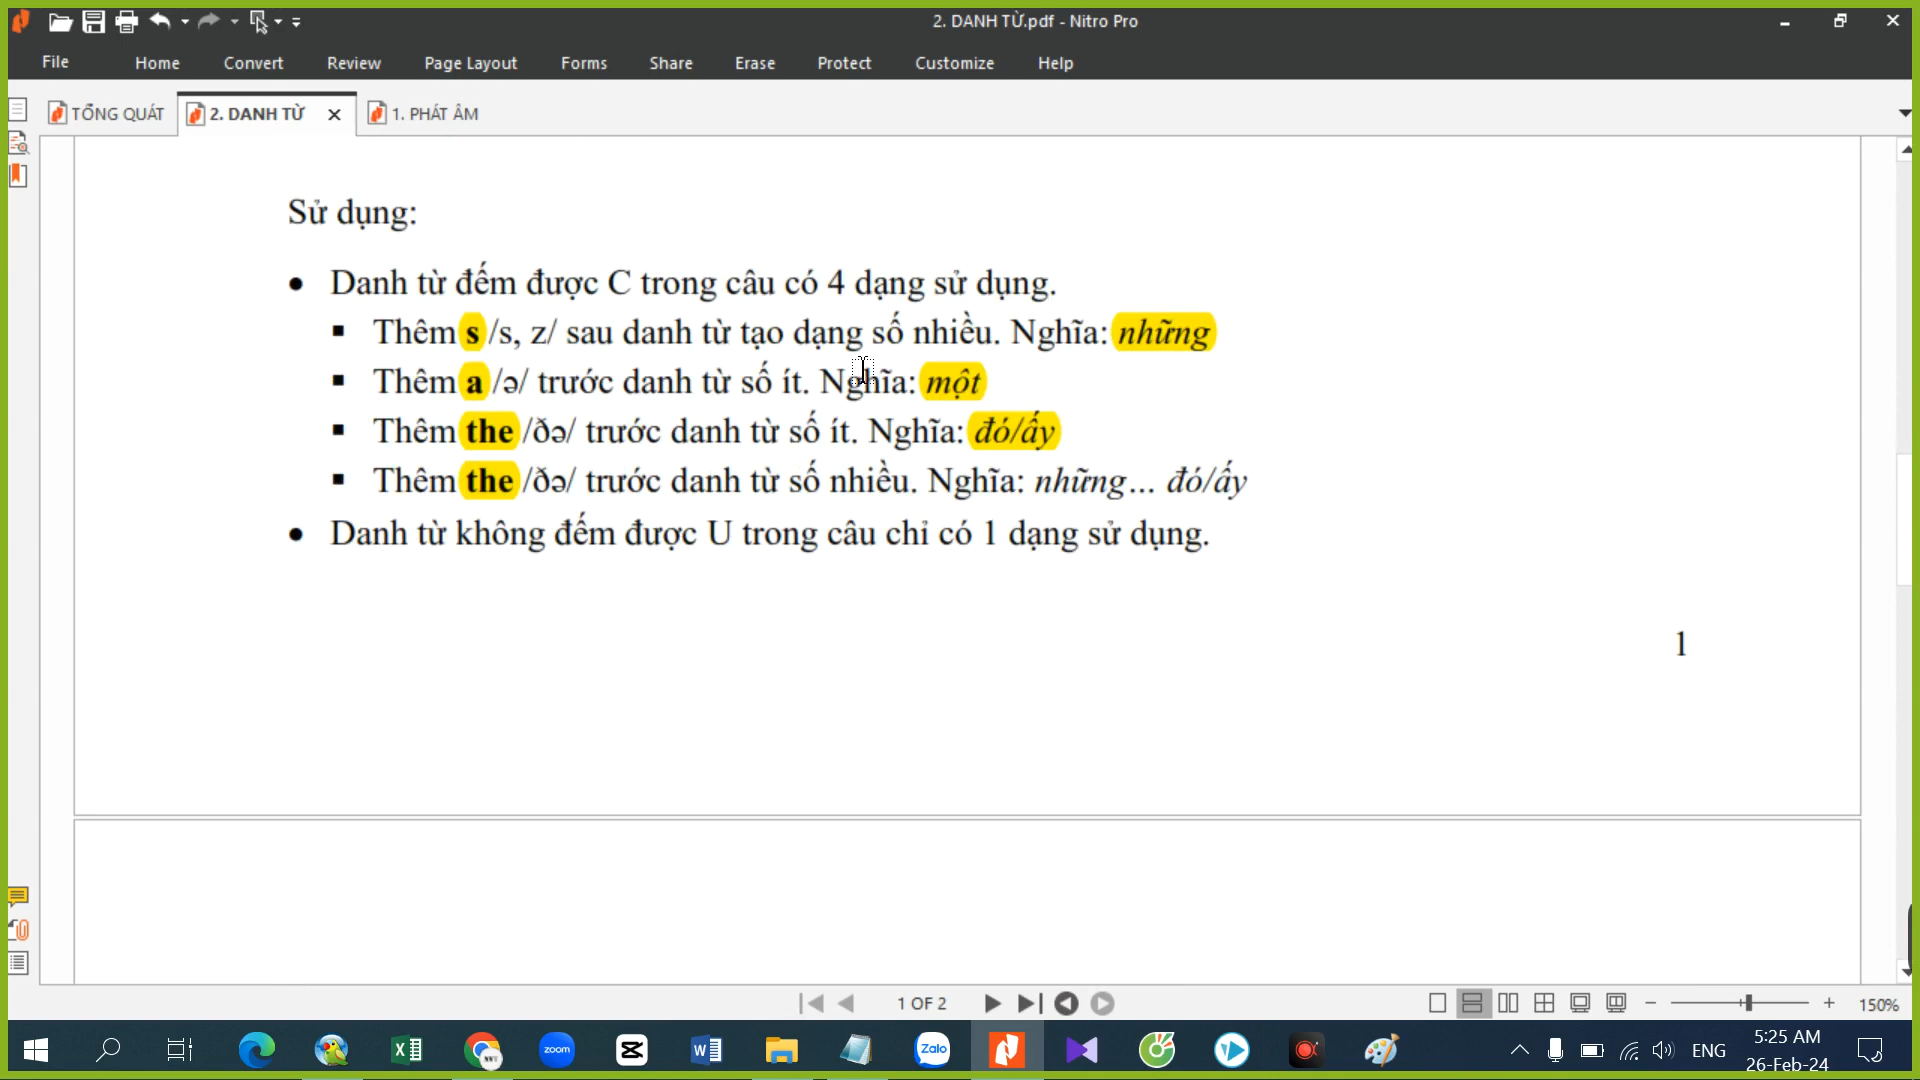 2. DANH TỪ.pdf - Nitro Pro
File Home Convert Review Page Layout Forms Share Erase Protect Customize Help
TỔNG QUÁT 2. DANH TỪ 1. PHÁT ÂM
Sử dụng:
• Danh từ đếm được C trong câu có 4 dạng sử dụng.
▪ Thêm s /s, z/ sau danh từ tạo dạng số nhiều. Nghĩa: những
▪ Thêm a /ə/ trước danh từ số ít. Nghĩa: một
▪ Thêm the /ðə/ trước danh từ số ít. Nghĩa: đó/ấy
▪ Thêm the /ðə/ trước danh từ số nhiều. Nghĩa: những... đó/ấy
• Danh từ không đếm được U trong câu chỉ có 1 dạng sử dụng.
1
1 OF 2
150%
zoom
Zalo
ENG
5:25 AM
26-Feb-24